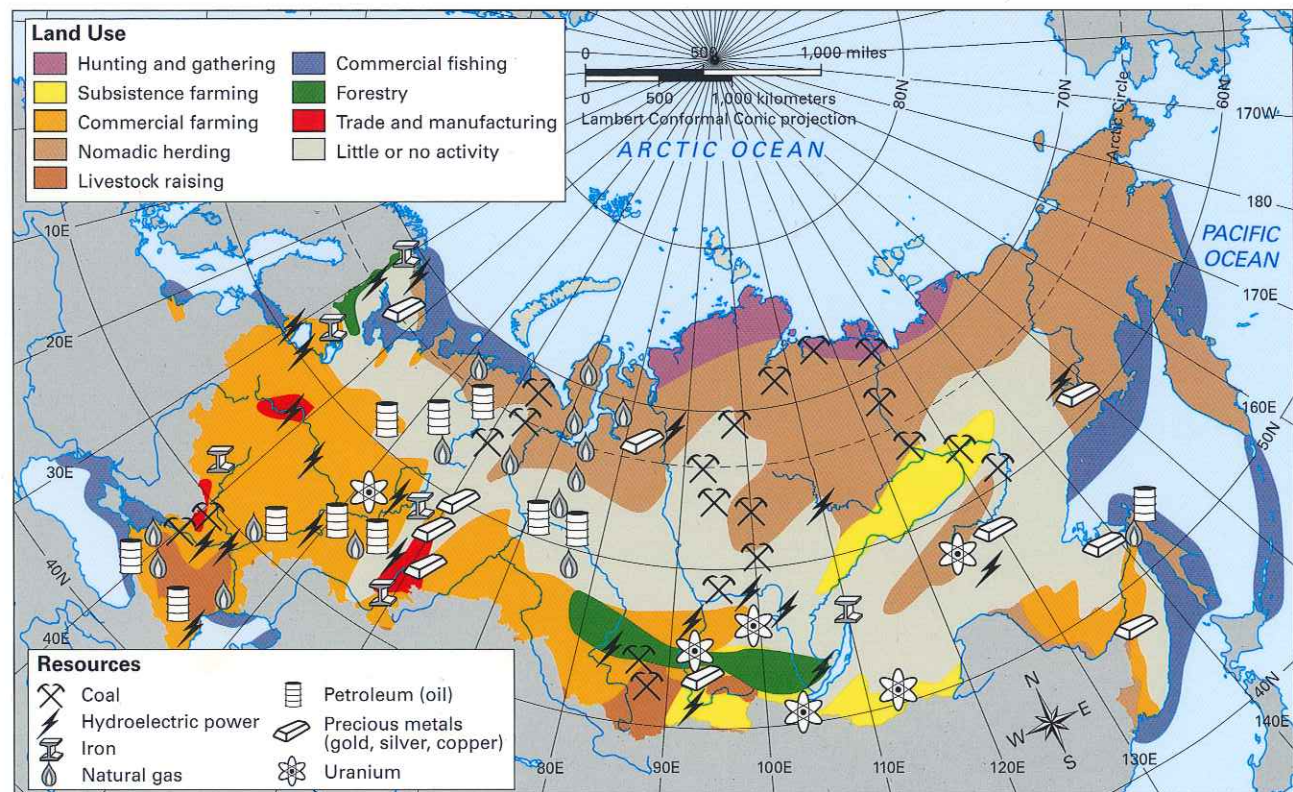 Land Use
Hunting and gathering
Subsistence farming
Commercial farming
Nomadic herding
Livestock raising
Commercial fishing
Forestry
Trade and manufacturing
Little or no activity
0 500 1,000 miles
0 500 1,000 kilometers
Lambert Conformal Conic projection
ARCTIC OCEAN
80N
70N
Arctic Circle
60N
170W
180
PACIFIC
OCEAN
170E
160E
50N
10E
20E
30E
40N
40E
40N
140E
130E
120E
110E
100E
90E
80E
N
E
W
S
Resources
Coal
Hydroelectric power
Iron
Natural gas
Petroleum (oil)
Precious metals
(gold, silver, copper)
Uranium